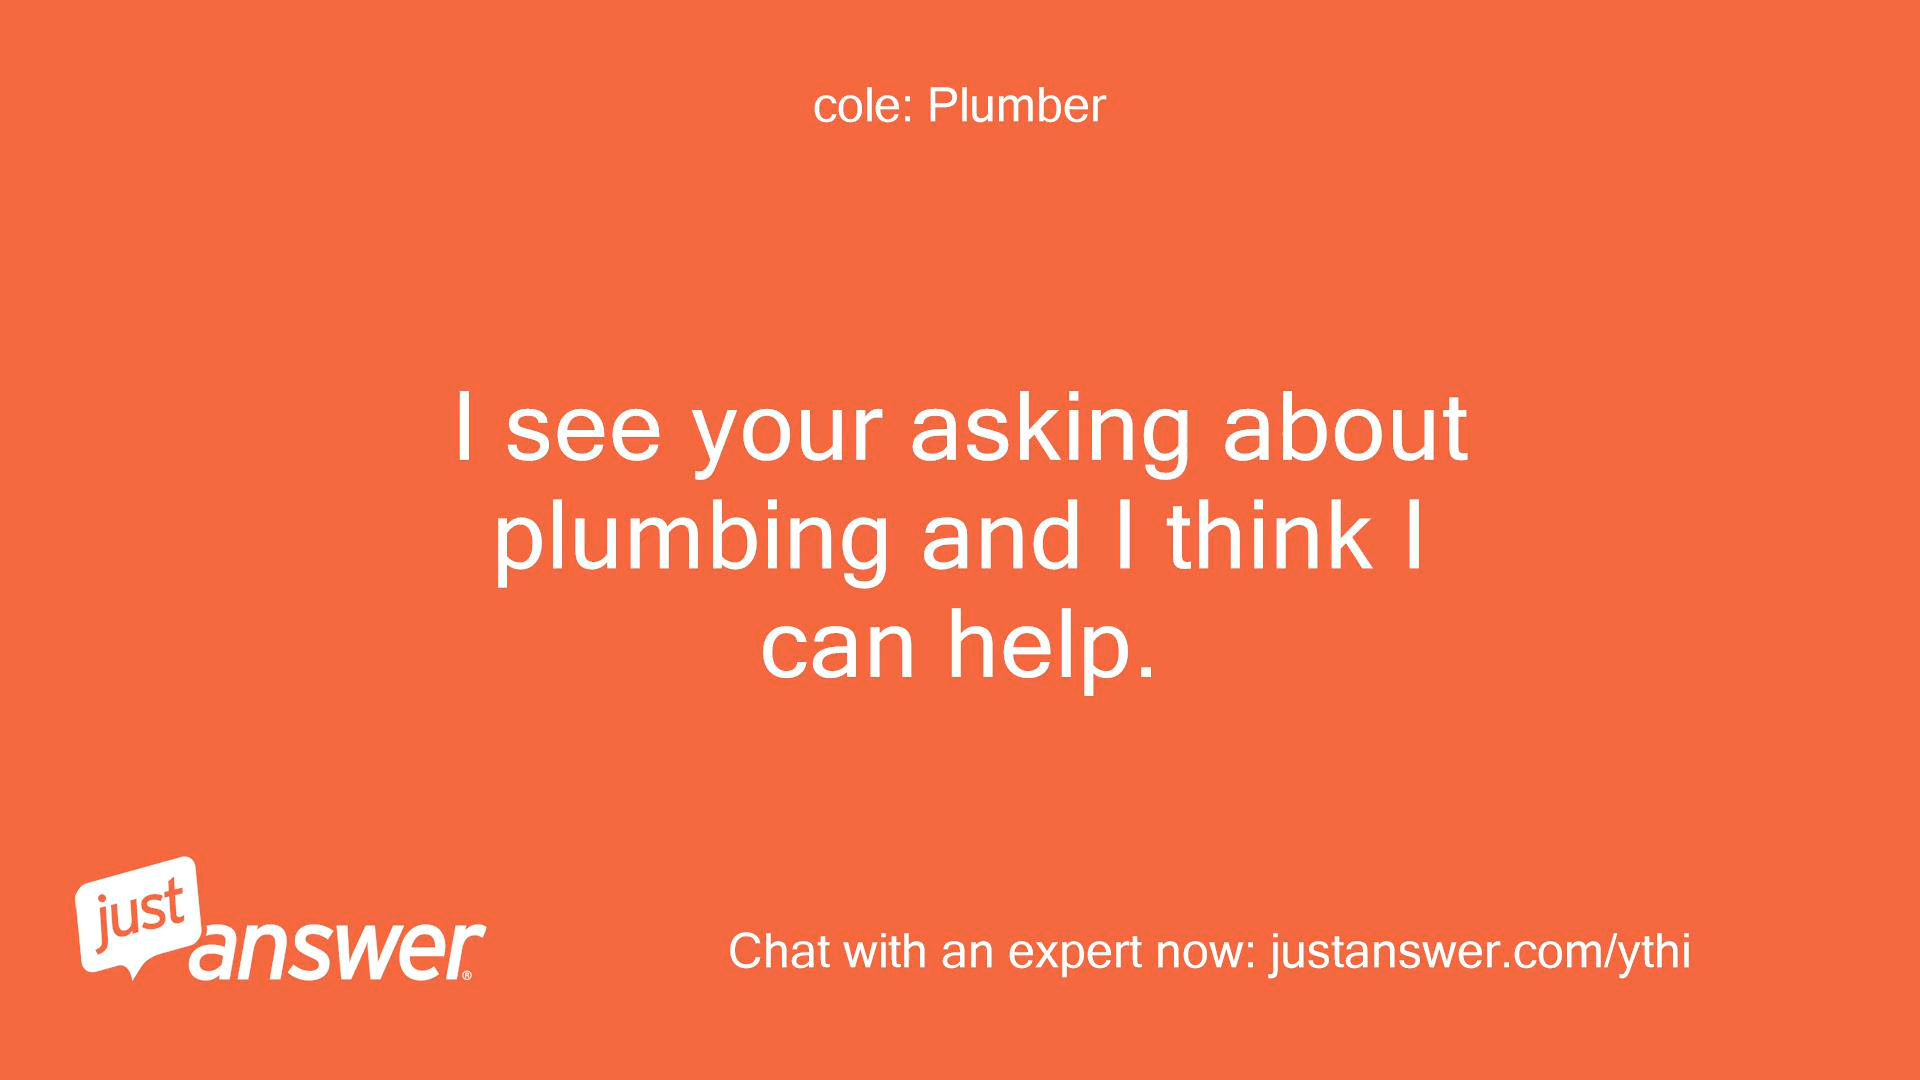 cole: Plumber
I see your asking about
plumbing and I think I
can help.
just
answer®
Chat with an expert now: justanswer.com/ythi